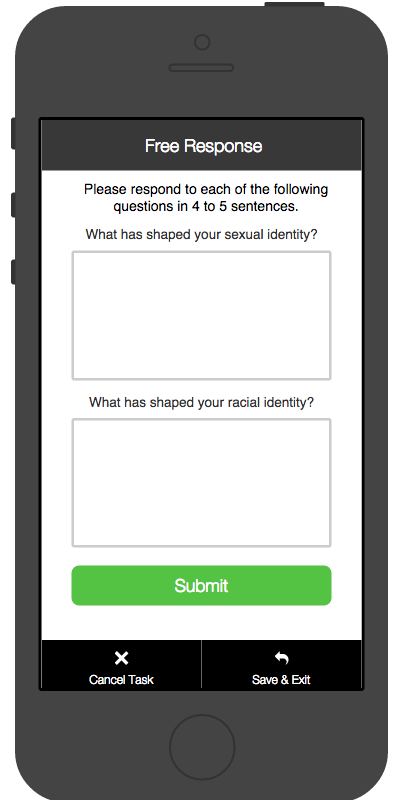 Free Response
Please respond to each of the following
questions in 4 to 5 sentences.
What has shaped your sexual identity?
What has shaped your racial identity?
Submit
Cancel Task
Save & Exit